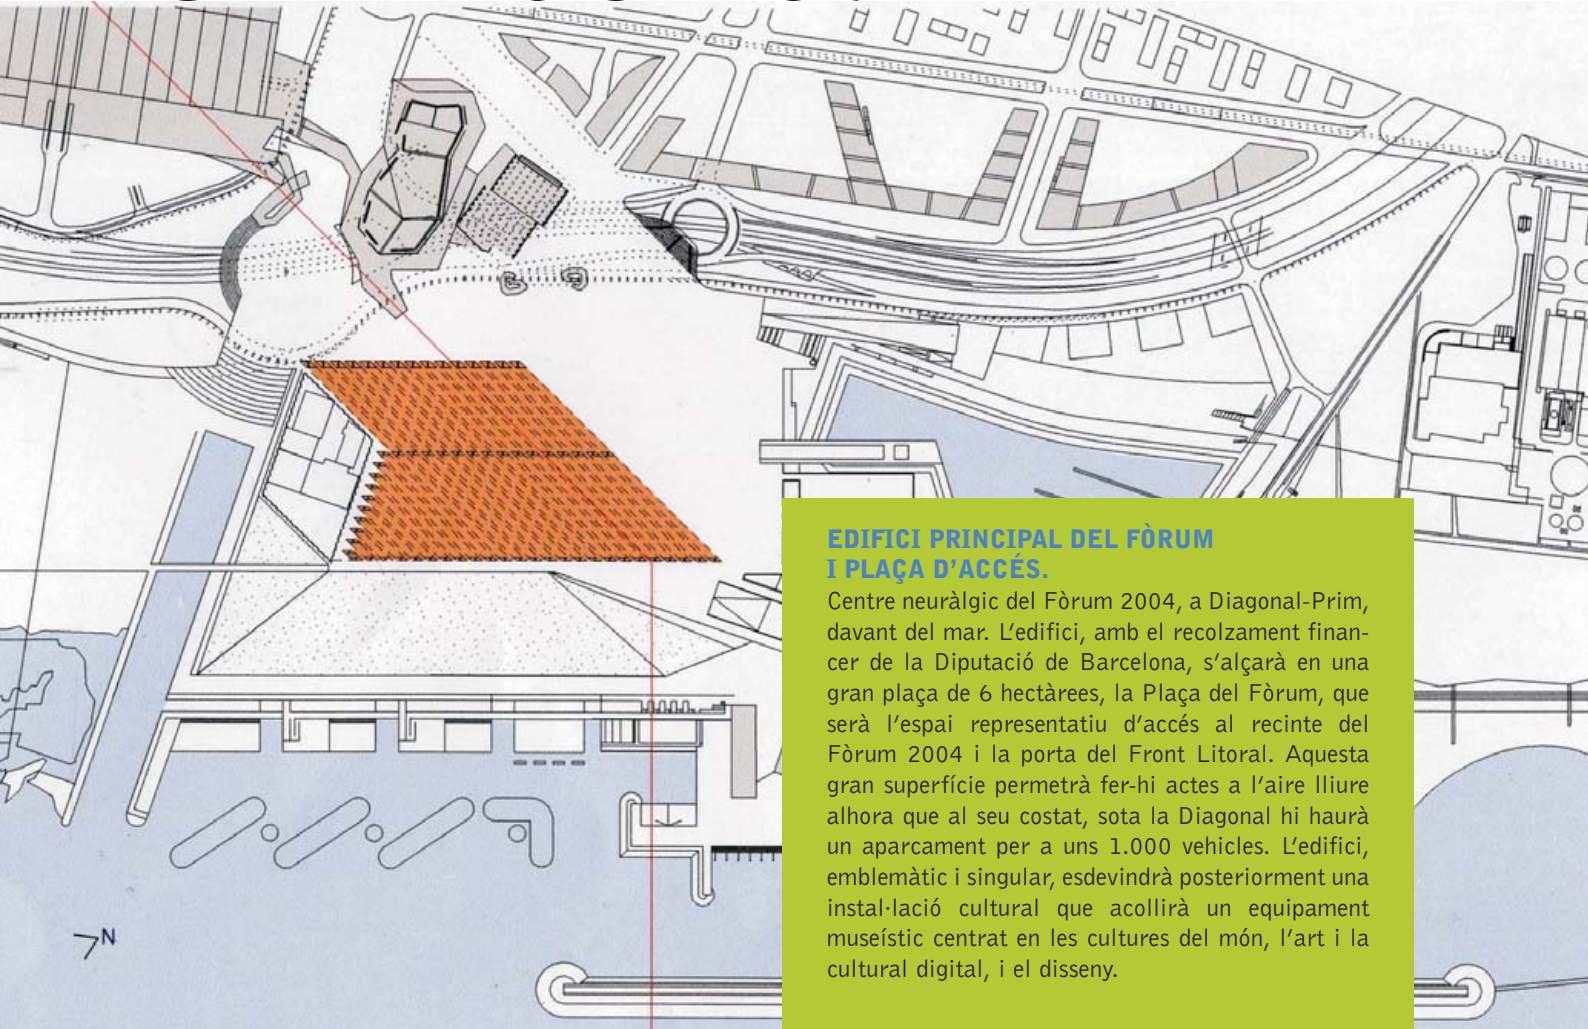 EDIFICI PRINCIPAL DEL FÒRUM
I PLAÇA D’ACCÉS.
Centre neuràlgic del Fòrum 2004, a Diagonal-Prim,
davant del mar. L’edifici, amb el recolzament finan-
cer de la Diputació de Barcelona, s’alçarà en una
gran plaça de 6 hectàrees, la Plaça del Fòrum, que
serà l’espai representatiu d’accés al recinte del
Fòrum 2004 i la porta del Front Litoral. Aquesta
gran superfície permetrà fer-hi actes a l’aire lliure
alhora que al seu costat, sota la Diagonal hi haurà
un aparcament per a uns 1.000 vehicles. L’edifici,
emblemàtic i singular, esdevindrà posteriorment una
instal·lació cultural que acollirà un equipament
museístic centrat en les cultures del món, l’art i la
cultural digital, i el disseny.
N